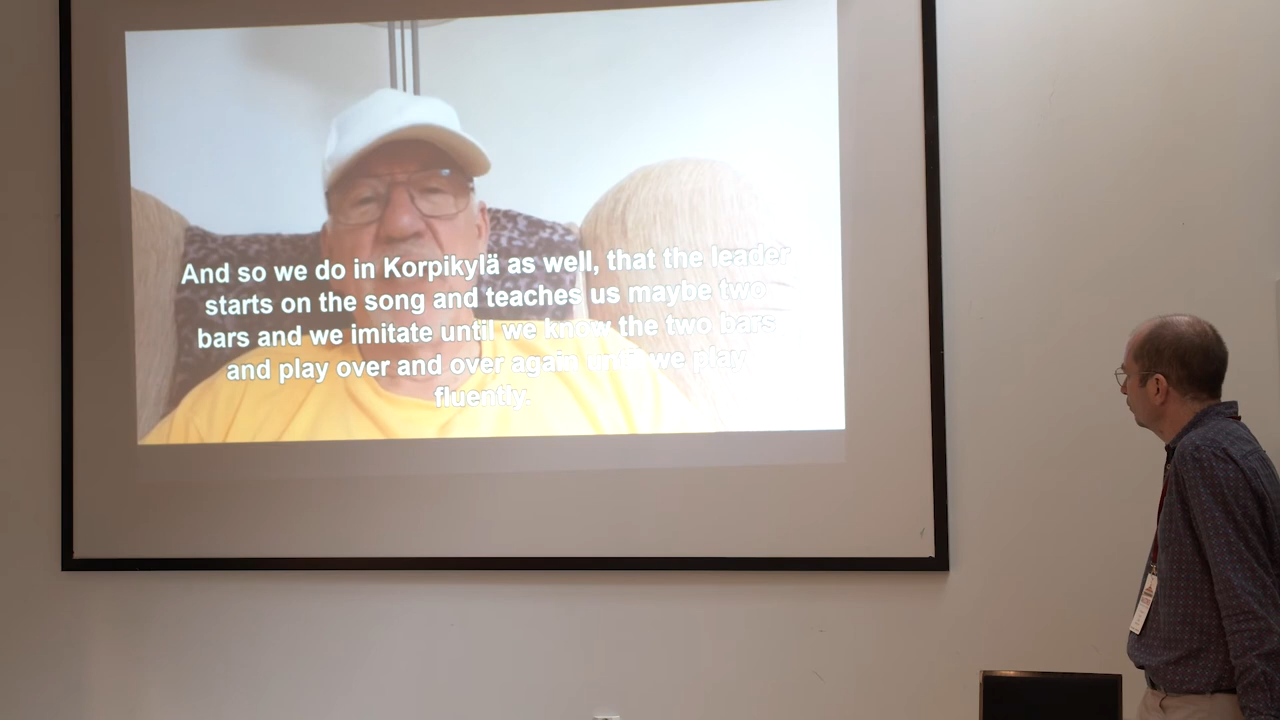 And so we do in Korpikylä as well, that the leader
starts on the song and teaches us maybe two
bars and we imitate until we know the two bars
and play over and over again until we play
fluently.